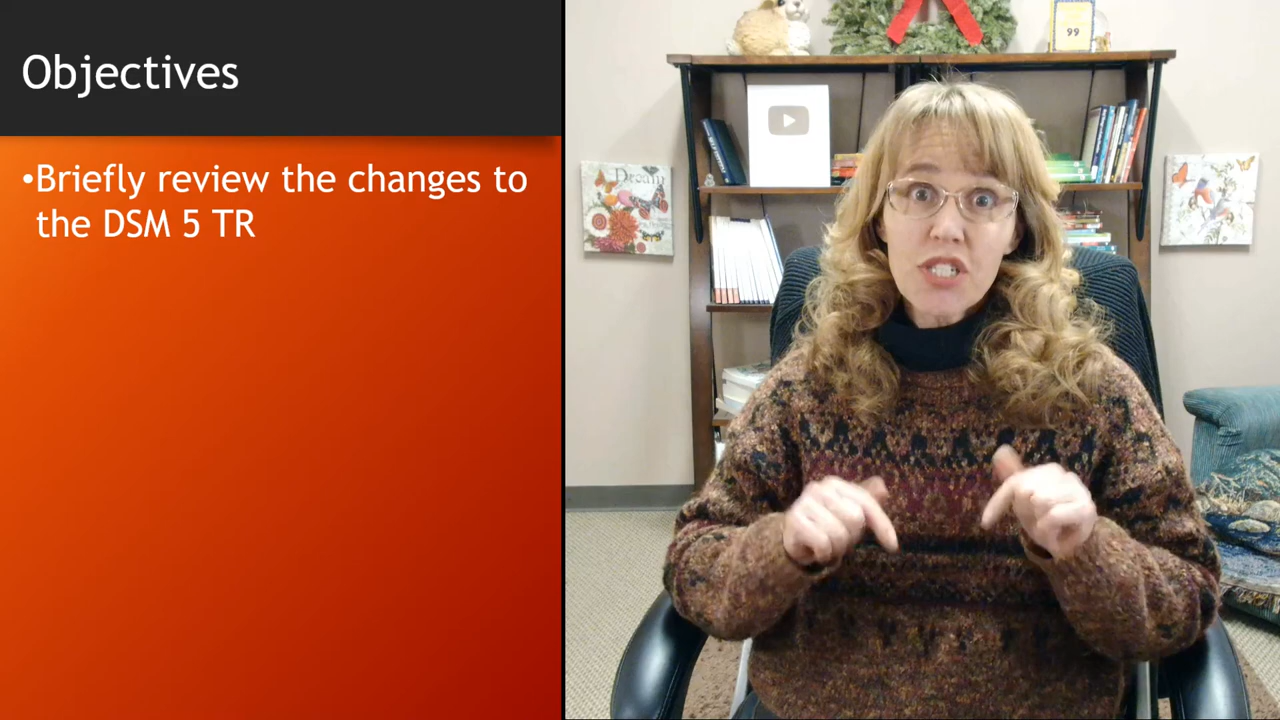 Objectives
•Briefly review the changes to
the DSM 5 TR
Dream
99